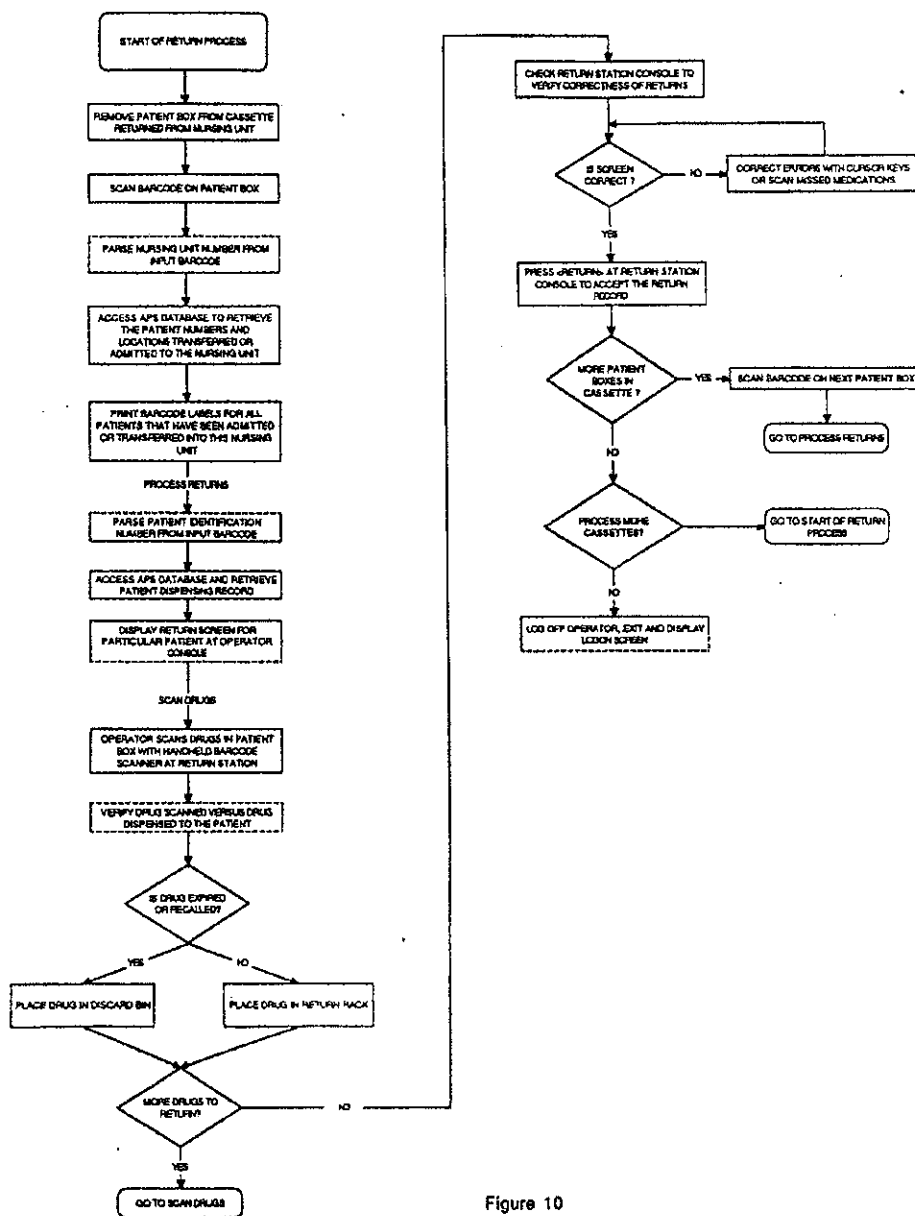 START OF RETURN PROCESS
REMOVE PATIENT BOX FROM CASSETTE
RETURNED FROM NURSING UNIT
SCAN BARCODE ON PATIENT BOX
PARSE NURSING UNIT NUMBER FROM
INPUT BARCODE
ACCESS APS DATABASE TO RETRIEVE
THE PATIENT NUMBERS AND
LOCATIONS TRANSFERRED OR
ADMITTED TO THE NURSING UNIT
PRINT BARCODE LABELS FOR ALL
PATIENTS THAT HAVE BEEN ADMITTED
OR TRANSFERRED INTO THIS NURSING
UNIT
PROCESS RETURNS
PARSE PATIENT IDENTIFICATION
NUMBER FROM INPUT BARCODE
ACCESS APS DATABASE AND RETRIEVE
PATIENT DISPENSING RECORD
DISPLAY RETURN SCREEN FOR
PARTICULAR PATIENT AT OPERATOR
CONSOLE
SCAN DRUGS
OPERATOR SCANS DRUGS IN PATIENT
BOX WITH HANDHELD BARCODE
SCANNER AT RETURN STATION
VERIFY DRUG SCANNED VERSUS DRUG
DISPENSED TO THE PATIENT
IS DRUG EXPIRED
OR RECALLED?
YES
NO
PLACE DRUG IN DISCARD BIN
PLACE DRUG IN RETURN RACK
MORE DRUGS TO
RETURN?
NO
YES
GO TO SCAN DRUGS
CHECK RETURN STATION CONSOLE TO
VERIFY CORRECTNESS OF RETURNS
IS SCREEN
CORRECT ?
NO
CORRECT ERRORS WITH CURSOR KEYS
OR SCAN MISSED MEDICATIONS
YES
PRESS <RETURN> AT RETURN STATION
CONSOLE TO ACCEPT THE RETURN
RECORD
MORE PATIENT
BOXES IN
CASSETTE ?
YES
SCAN BARCODE ON NEXT PATIENT BOX
GO TO PROCESS RETURNS
NO
PROCESS MORE
CASSETTES?
GO TO START OF RETURN
PROCESS
NO
LOG OFF OPERATOR, EXIT AND DISPLAY
LOGON SCREEN
Figure 10